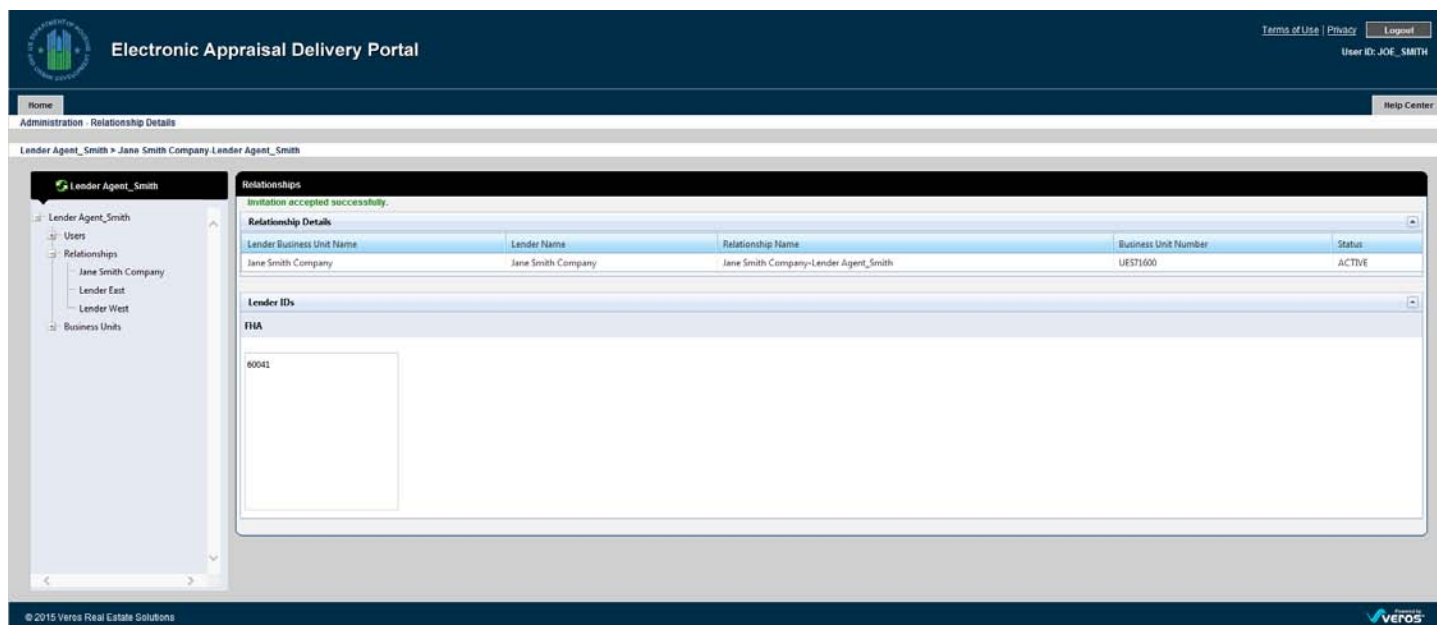 Terms of Use | Privacy Logout
Electronic Appraisal Delivery Portal
User ID: JOE_SMITH
Home Help Center
Administration - Relationship Details
Lender Agent_Smith > Jane Smith Company-Lender Agent_Smith
Lender Agent_Smith
Lender Agent_Smith
Users
Relationships
Jane Smith Company
Lender East
Lender West
Business Units
Relationships
Invitation accepted successfully.
Relationship Details
Lender Business Unit Name Lender Name Relationship Name Business Unit Number Status
Jane Smith Company Jane Smith Company Jane Smith Company-Lender Agent_Smith UES71600 ACTIVE
Lender IDs
FHA
60041
© 2015 Veros Real Estate Solutions
Powered by
veros